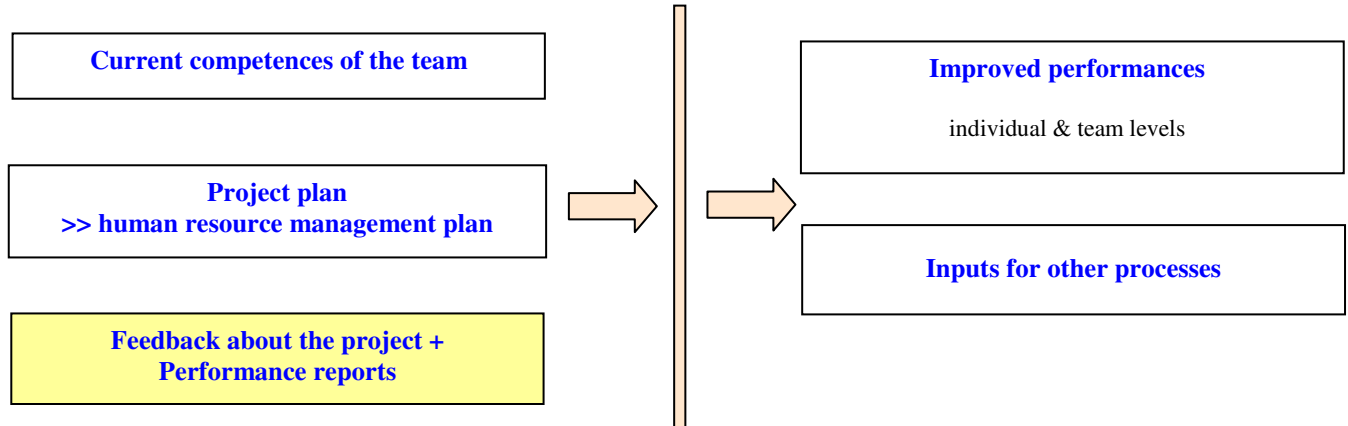 Current competences of the team
Project plan
>> human resource management plan
Feedback about the project +
Performance reports
Improved performances
individual & team levels
Inputs for other processes